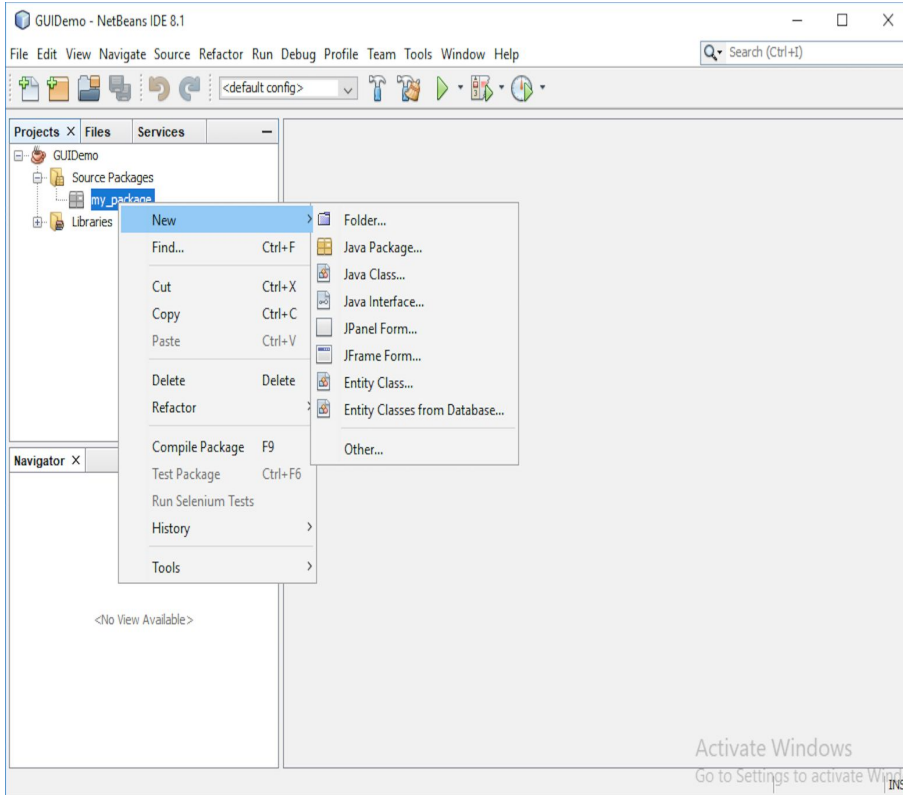 GUIDemo - NetBeans IDE 8.1
File Edit View Navigate Source Refactor Run Debug Profile Team Tools Window Help
Search (Ctrl+I)
<default config>
Projects Files Services
GUIDemo
Source Packages
my_package
Libraries
New
Find... Ctrl+F
Cut Ctrl+X
Copy Ctrl+C
Paste Ctrl+V
Delete Delete
Refactor
Compile Package F9
Test Package Ctrl+F6
Run Selenium Tests
History
Tools
Folder...
Java Package...
Java Class...
Java Interface...
JPanel Form...
JFrame Form...
Entity Class...
Entity Classes from Database...
Other...
Navigator
<No View Available>
Activate Windows
Go to Settings to activate Wind
INS